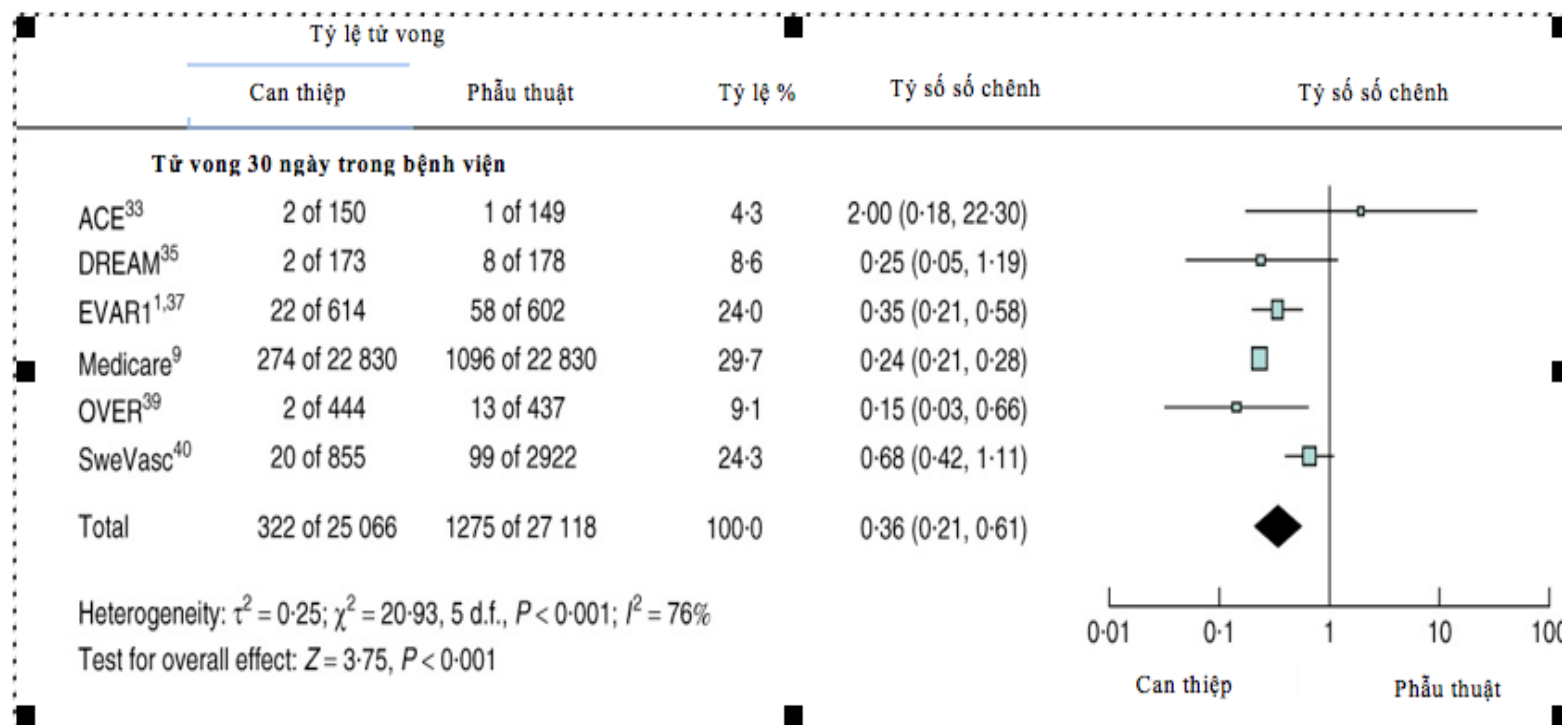 Tỷ lệ tử vong
Can thiệp Phẫu thuật Tỷ lệ % Tỷ số số chênh Tỷ số số chênh
Tử vong 30 ngày trong bệnh viện
ACE33 2 of 150 1 of 149 4·3 2·00 (0·18, 22·30)
DREAM35 2 of 173 8 of 178 8·6 0·25 (0·05, 1·19)
EVAR11,37 22 of 614 58 of 602 24·0 0·35 (0·21, 0·58)
Medicare9 274 of 22 830 1096 of 22 830 29·7 0·24 (0·21, 0·28)
OVER39 2 of 444 13 of 437 9·1 0·15 (0·03, 0·66)
SweVasc40 20 of 855 99 of 2922 24·3 0·68 (0·42, 1·11)
Total 322 of 25 066 1275 of 27 118 100·0 0·36 (0·21, 0·61)
Heterogeneity: τ2 = 0·25; χ2 = 20·93, 5 d.f., P < 0·001; I2 = 76%
Test for overall effect: Z = 3·75, P < 0·001
0·01 0·1 1 10 100
Can thiệp Phẫu thuật